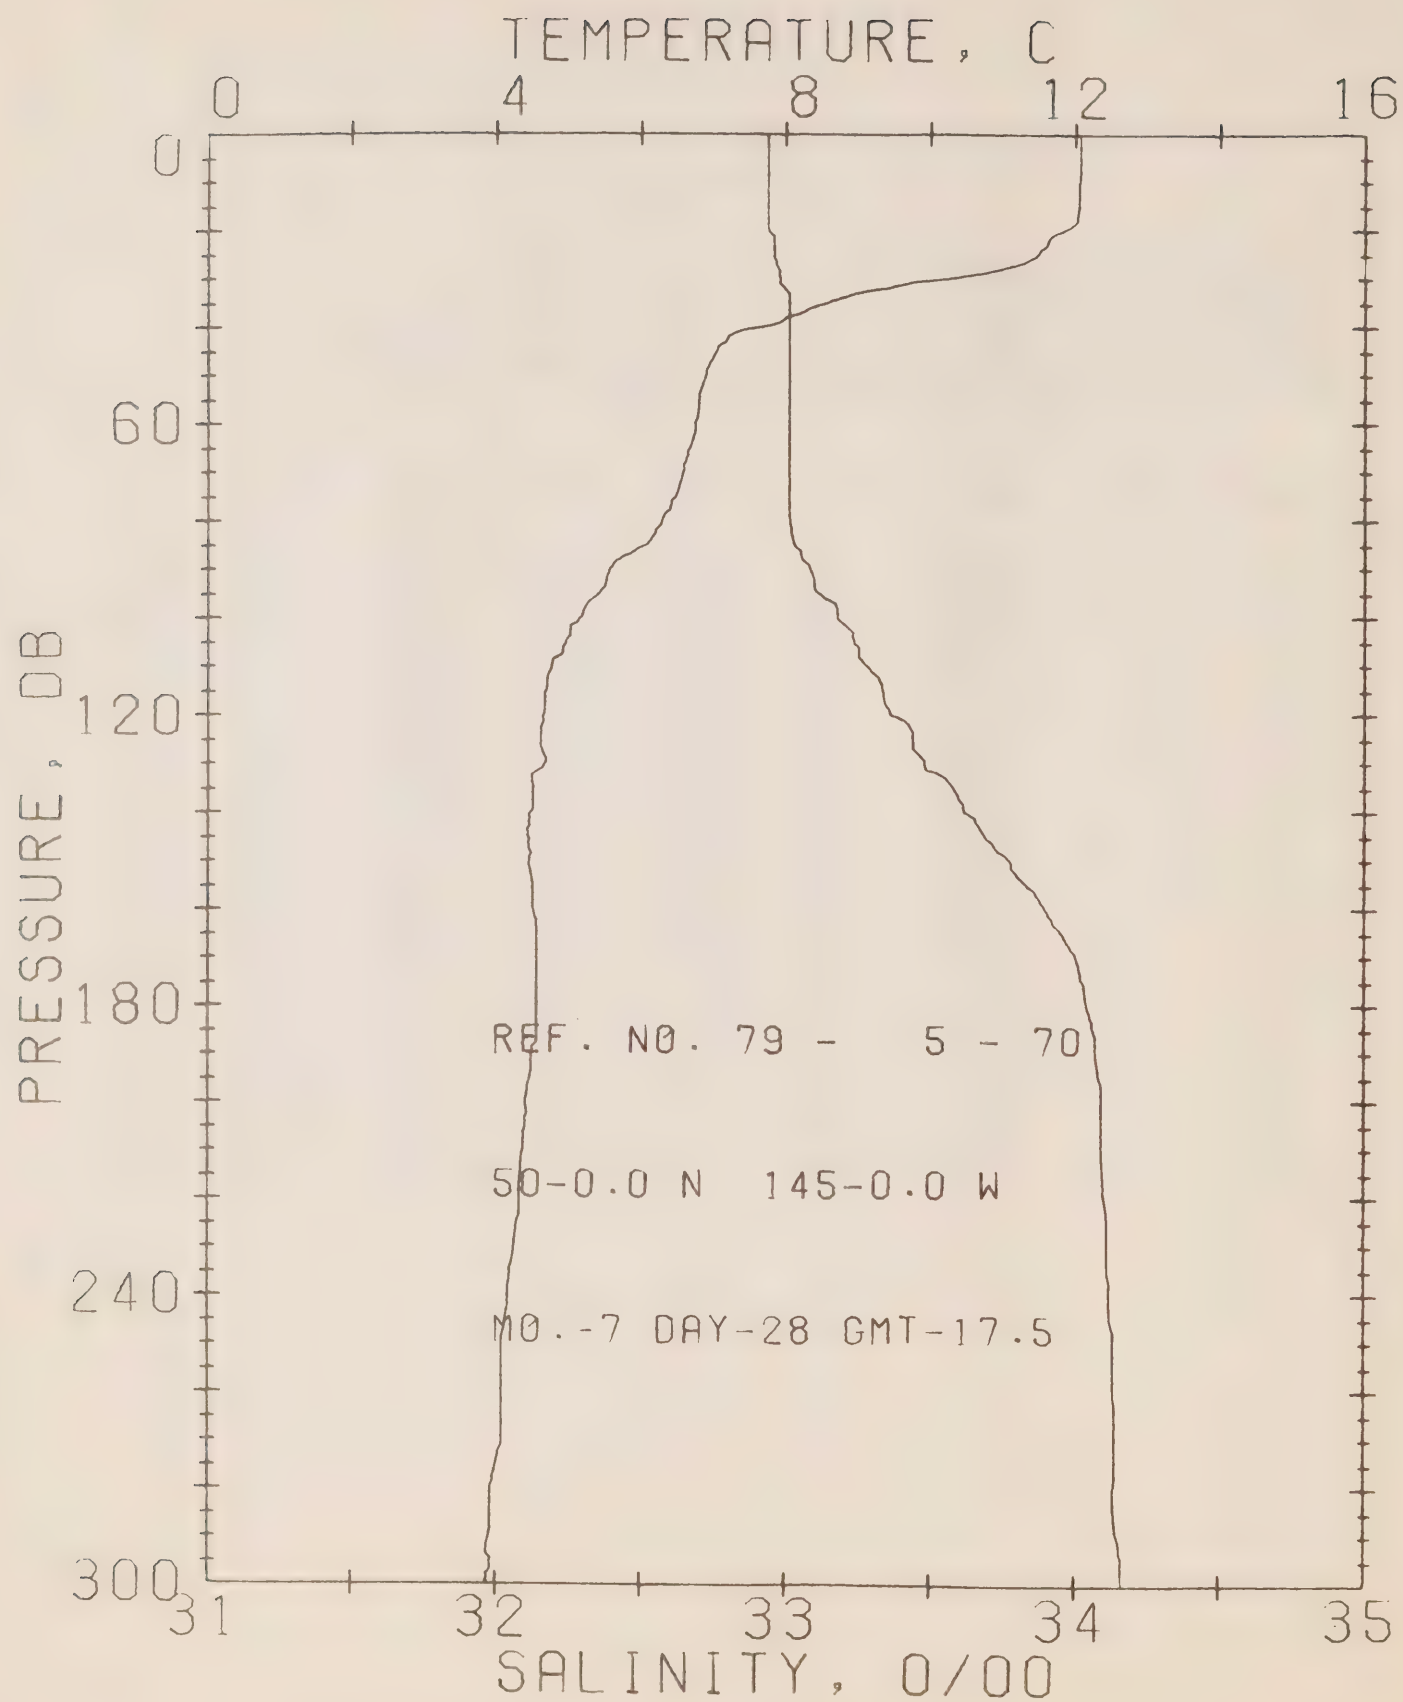 TEMPERATURE, C
0 4 8 12 16
0
60
120
180
240
300
PRESSURE, DB
REF. NO. 79 - 5 - 70
50-0.0 N 145-0.0 W
MO.-7 DAY-28 GMT-17.5
31 32 33 34 35
SALINITY, 0/00